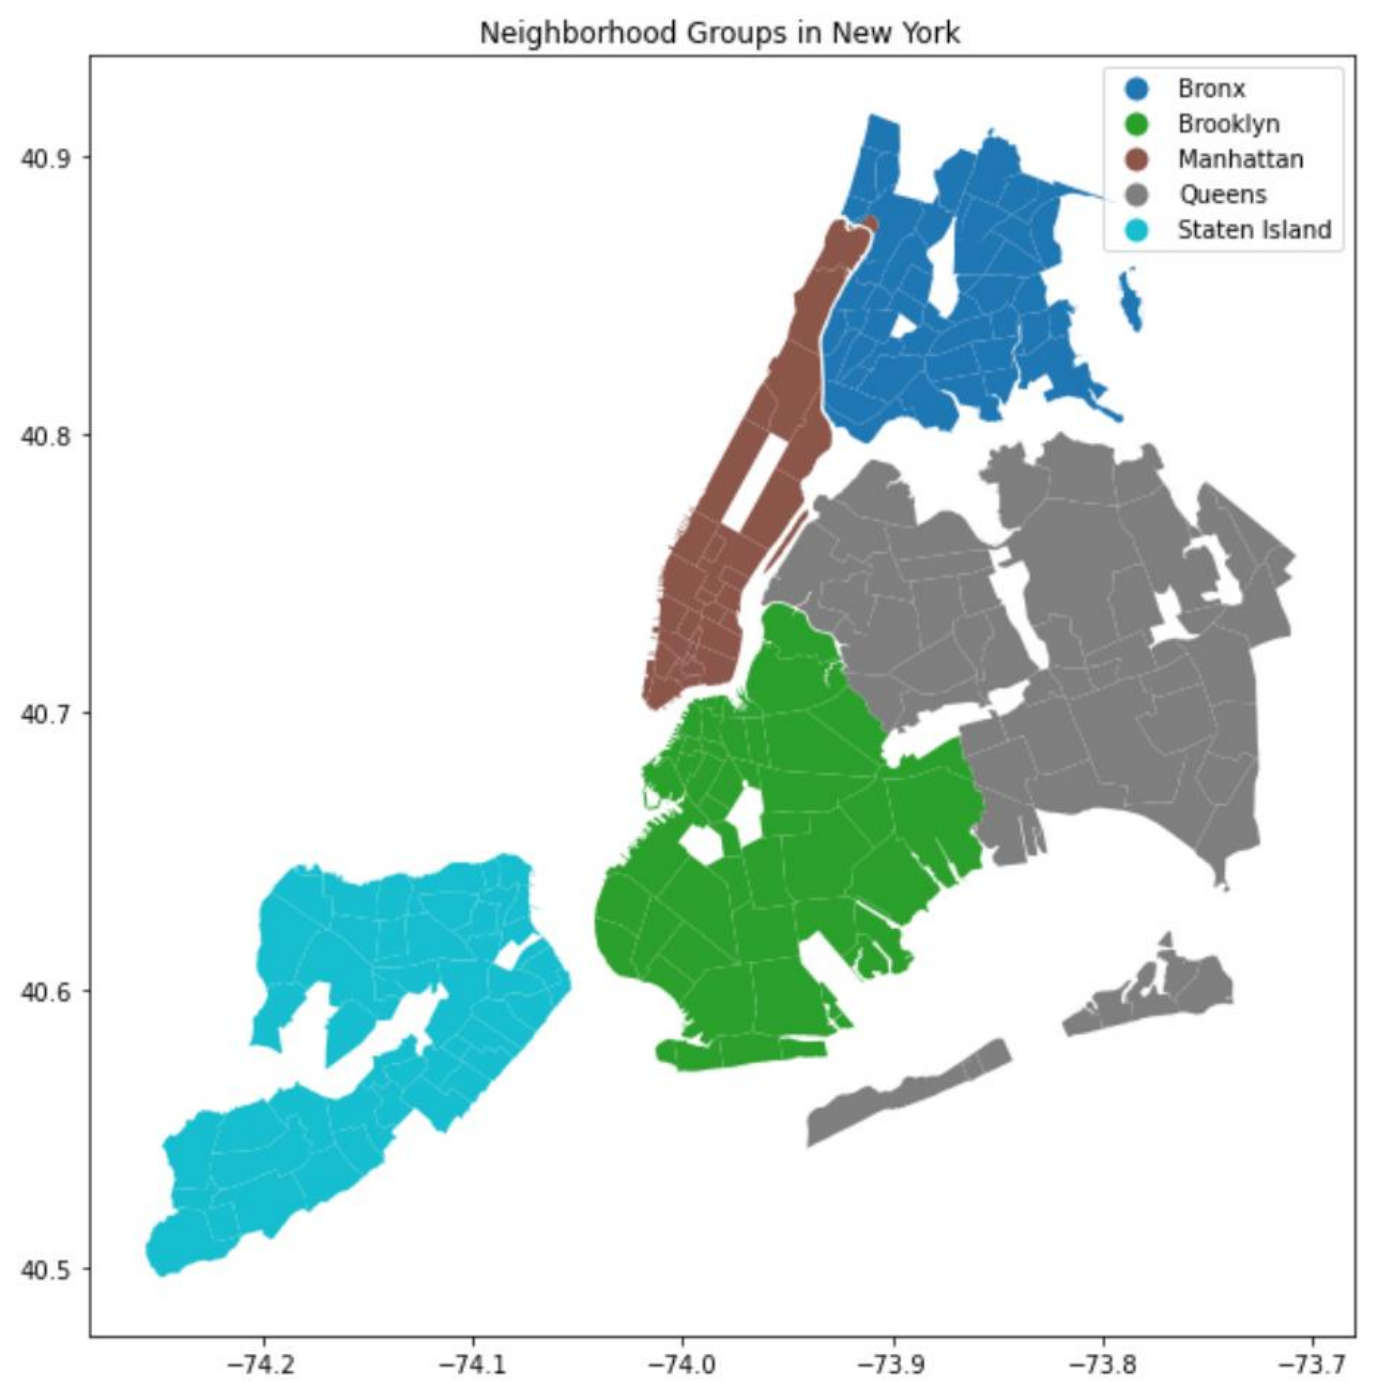 Neighborhood Groups in New York
Bronx
Brooklyn
Manhattan
Queens
Staten Island
40.9
40.8
40.7
40.6
40.5
−74.2
−74.1
−74.0
−73.9
−73.8
−73.7